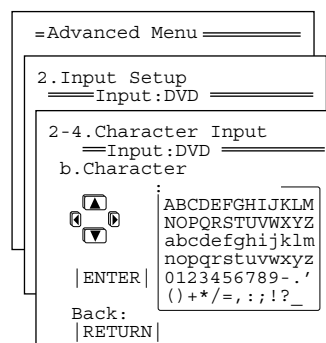 Advanced Menu
2.Input Setup
Input:DVD
2-4.Character Input
Input:DVD
b.Character
:
ABCDEFGHIJKLM
NOPQRSTUVWXYZ
abcdefghijklm
nopqrstuvwxyz
0123456789-.’
()+*/=,:;!?_
ENTER
Back:
RETURN